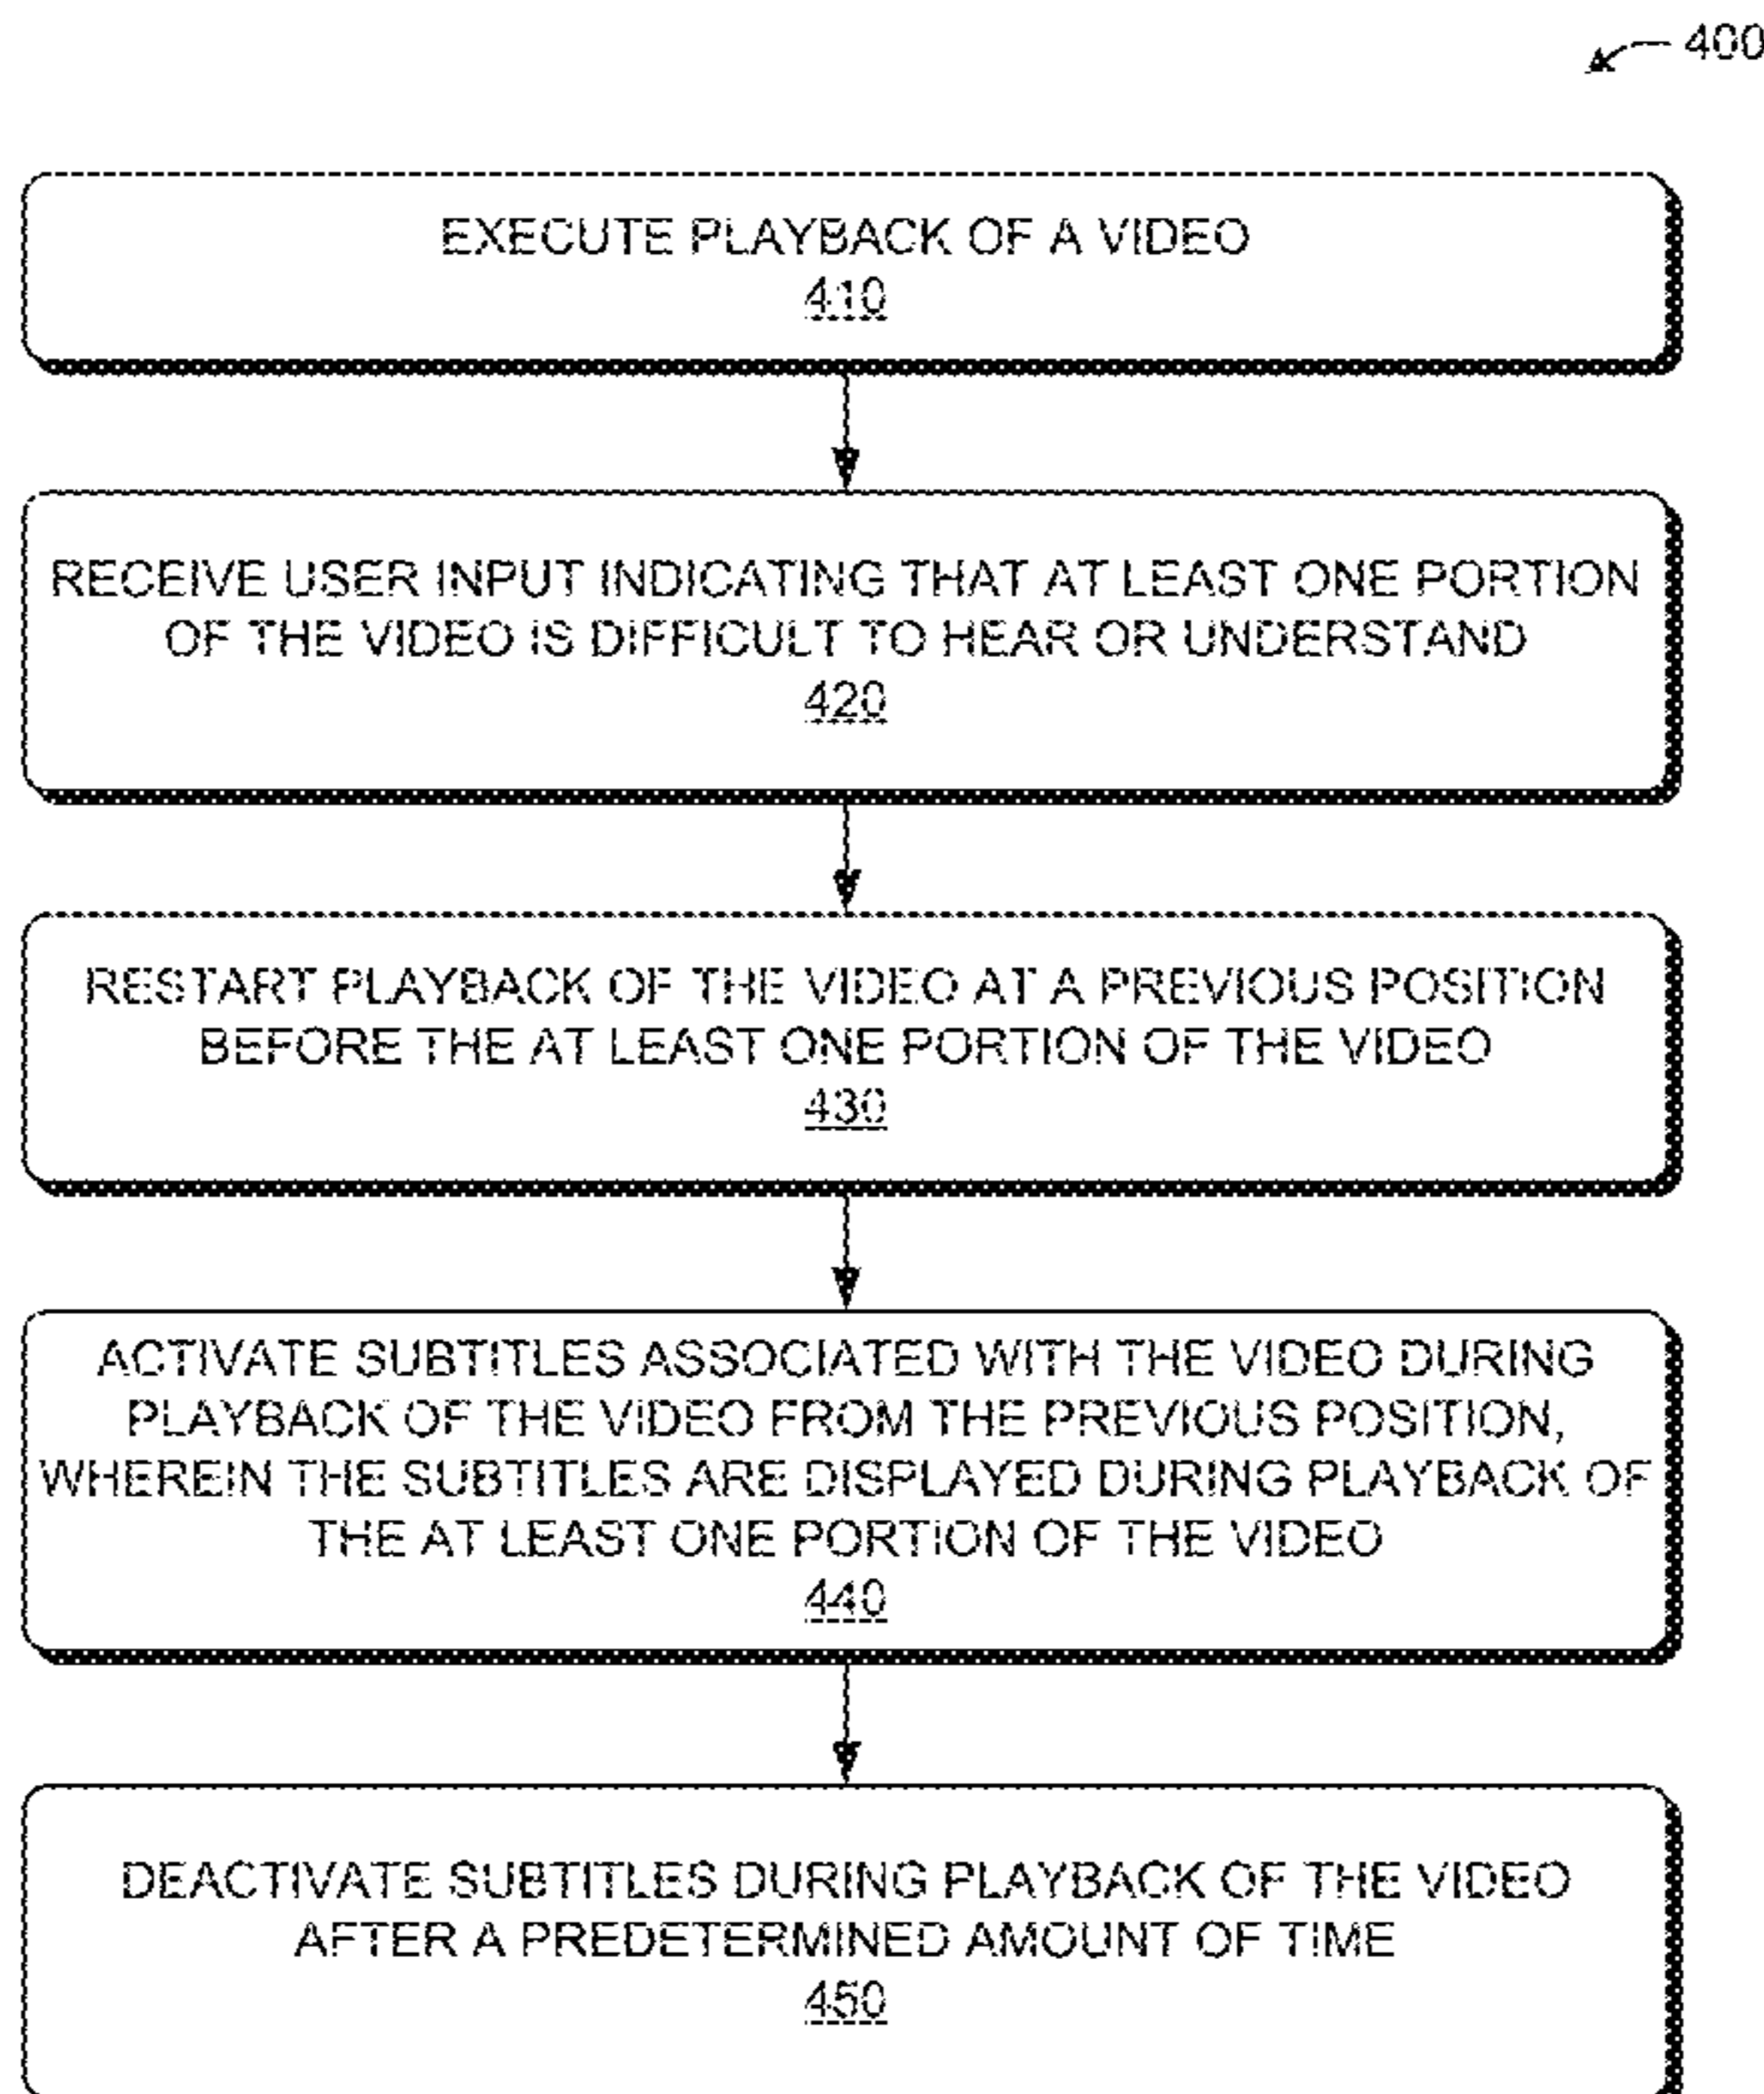 400
EXECUTE PLAYBACK OF A VIDEO
410
RECEIVE USER INPUT INDICATING THAT AT LEAST ONE PORTION
OF THE VIDEO IS DIFFICULT TO HEAR OR UNDERSTAND
420
RESTART PLAYBACK OF THE VIDEO AT A PREVIOUS POSITION
BEFORE THE AT LEAST ONE PORTION OF THE VIDEO
430
ACTIVATE SUBTITLES ASSOCIATED WITH THE VIDEO DURING
PLAYBACK OF THE VIDEO FROM THE PREVIOUS POSITION,
WHEREIN THE SUBTITLES ARE DISPLAYED DURING PLAYBACK OF
THE AT LEAST ONE PORTION OF THE VIDEO
440
DEACTIVATE SUBTITLES DURING PLAYBACK OF THE VIDEO
AFTER A PREDETERMINED AMOUNT OF TIME
450